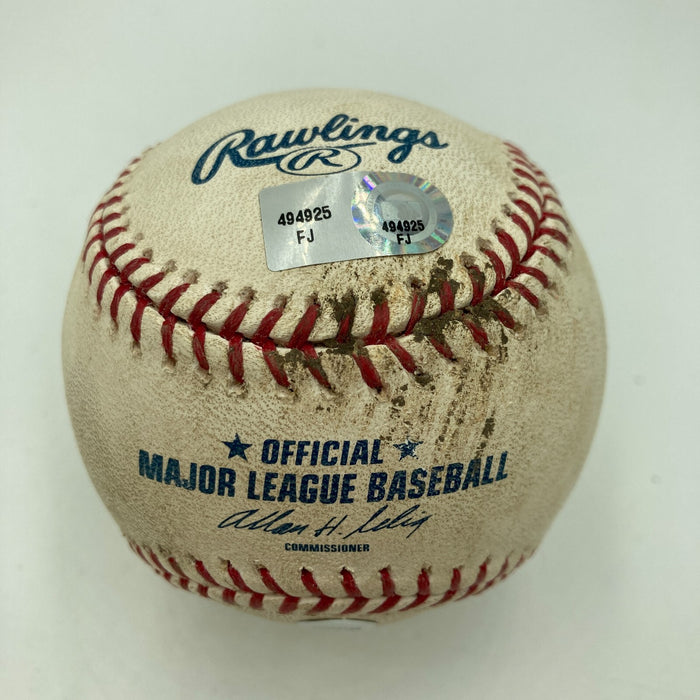 Rawlings
R
494925
FJ
494925
FJ
OFFICIAL
MAJOR LEAGUE BASEBALL
Allan H. Selig
COMMISSIONER